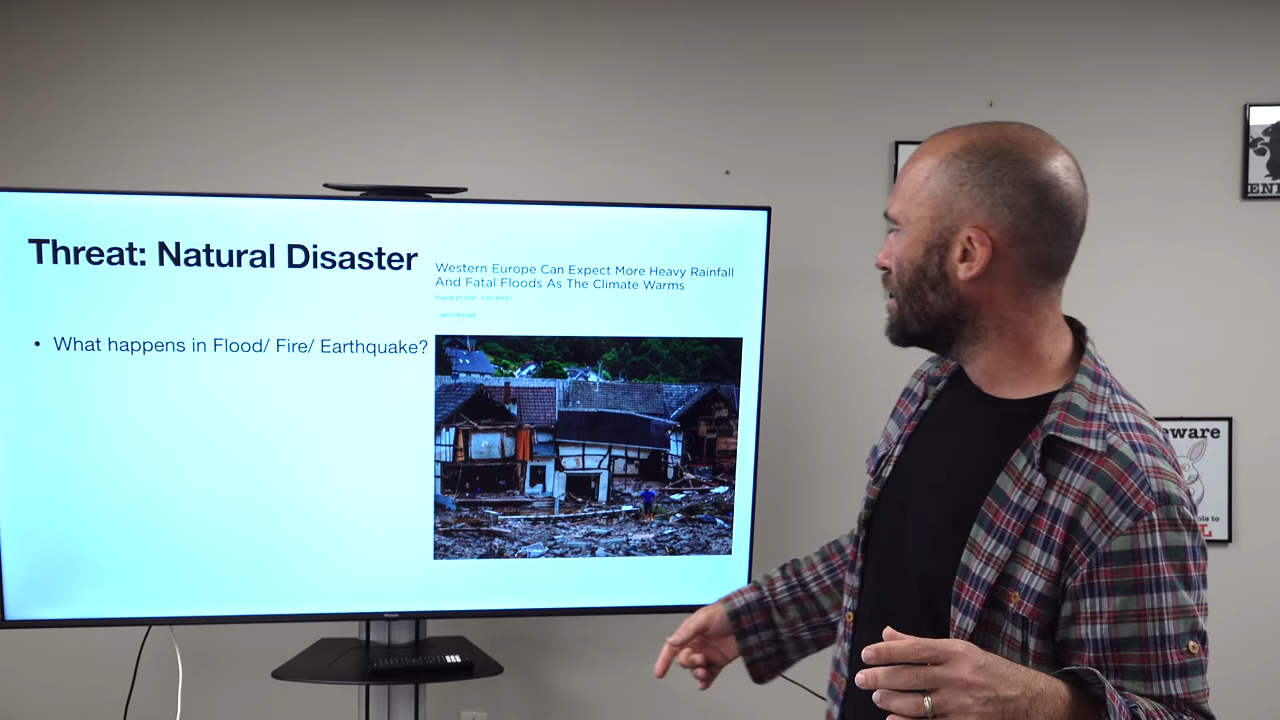 Threat: Natural Disaster
Western Europe Can Expect More Heavy Rainfall
And Fatal Floods As The Climate Warms
• What happens in Flood/ Fire/ Earthquake?
eware